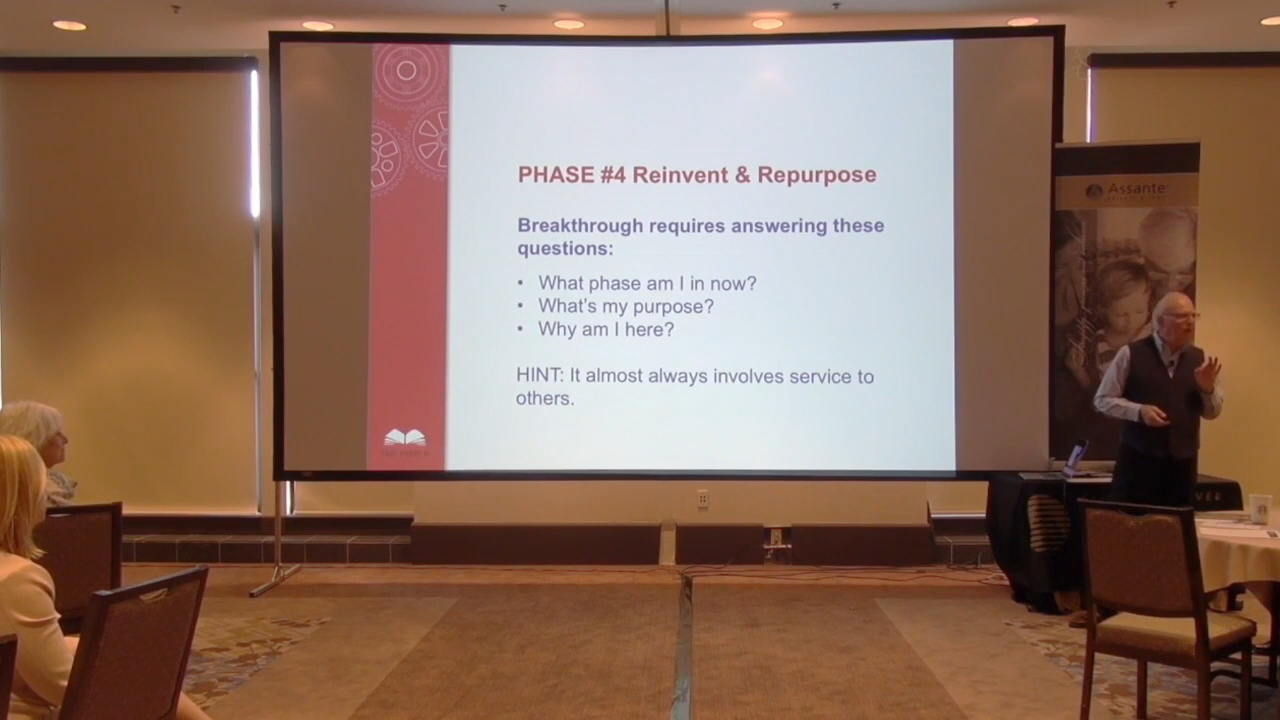 PHASE #4 Reinvent & Repurpose
Breakthrough requires answering these
questions:
• What phase am I in now?
• What's my purpose?
• Why am I here?
HINT: It almost always involves service to
others.
Assante